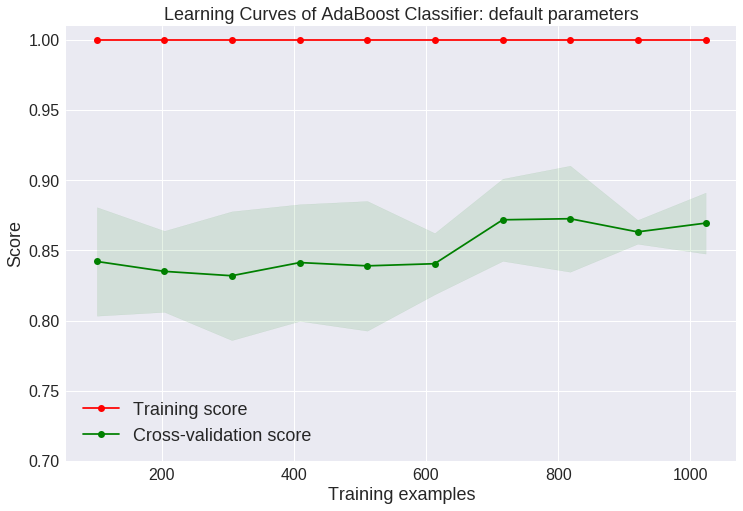 Learning Curves of AdaBoost Classifier: default parameters
1.00
0.95
0.90
0.85
0.80
0.75
0.70
Score
Training score
Cross-validation score
200 400 600 800 1000
Training examples